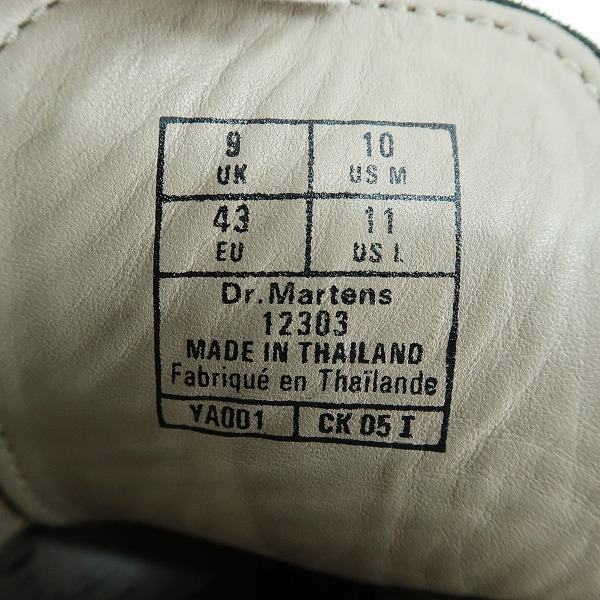 9 10
UK US M
43 11
EU US L
Dr.Martens
12303
MADE IN THAILAND
Fabriqué en Thaïlande
YA001 CK 05 I